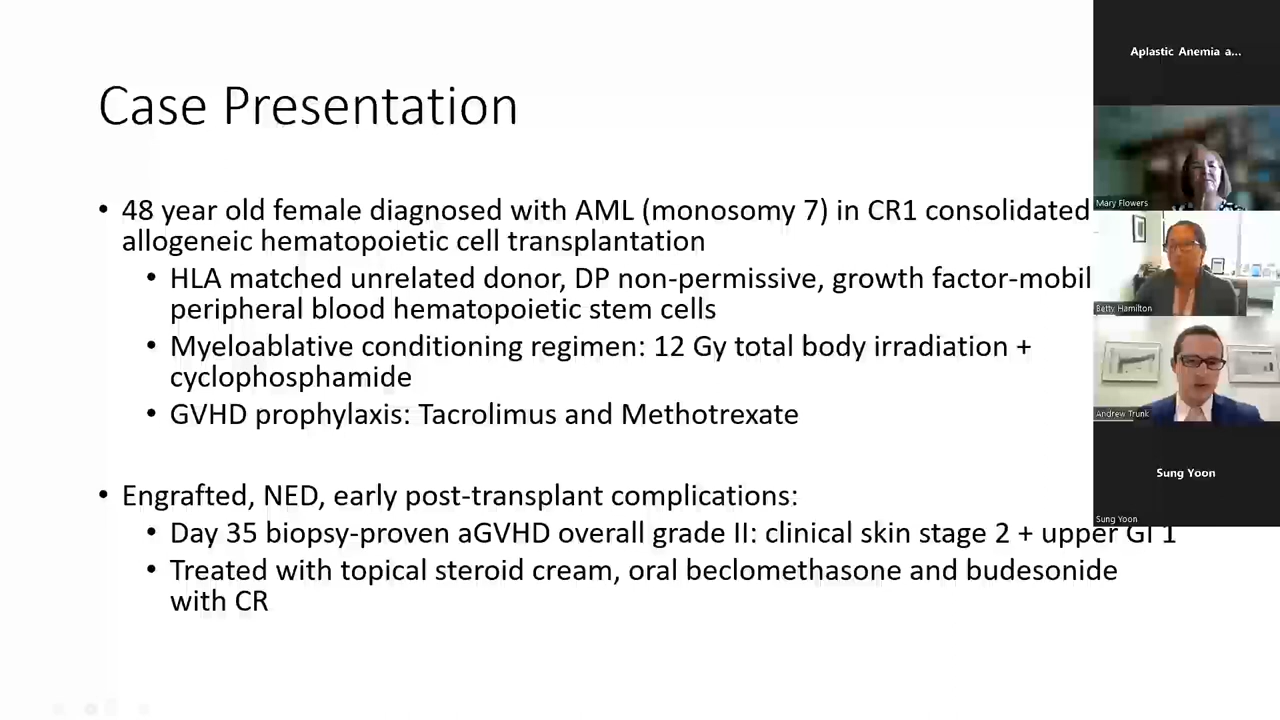 Case Presentation
• 48 year old female diagnosed with AML (monosomy 7) in CR1 consolidated
allogeneic hematopoietic cell transplantation
• HLA matched unrelated donor, DP non-permissive, growth factor-mobil
peripheral blood hematopoietic stem cells
• Myeloablative conditioning regimen: 12 Gy total body irradiation +
cyclophosphamide
• GVHD prophylaxis: Tacrolimus and Methotrexate
• Engrafted, NED, early post-transplant complications:
• Day 35 biopsy-proven aGVHD overall grade II: clinical skin stage 2 + upper GI 1
• Treated with topical steroid cream, oral beclomethasone and budesonide
with CR
Aplastic Anemia a...
Mary Flowers
Betty Hamilton
Andrew Trunk
Sung Yoon
Sung Yoon